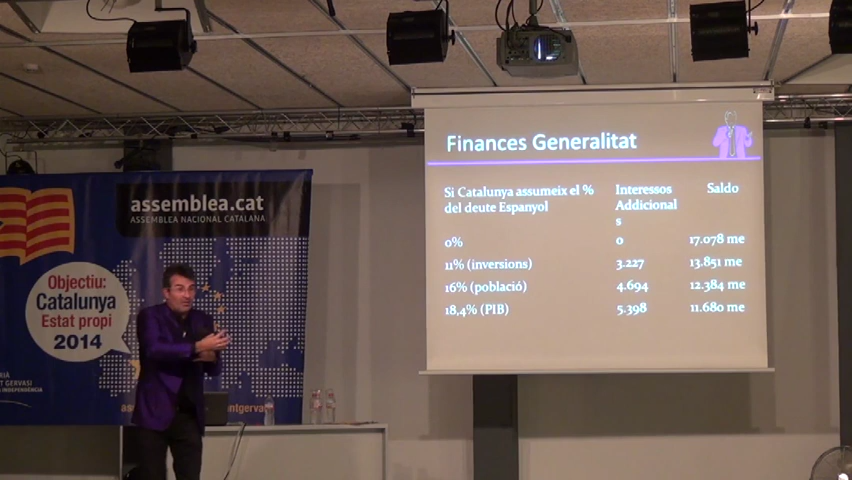 assemblea.cat
ASSEMBLEA NACIONAL CATALANA
Objectiu:
Catalunya
Estat propi
2014
T GERVASI
INDEPENDÈNCIA
Finances Generalitat
Si Catalunya assumeix el %
del deute Espanyol
Interessos
Addicional
s
Saldo
0% 0 17.078 me
11% (inversions) 3.227 13.851 me
16% (població) 4.694 12.384 me
18,4% (PIB) 5.398 11.680 me